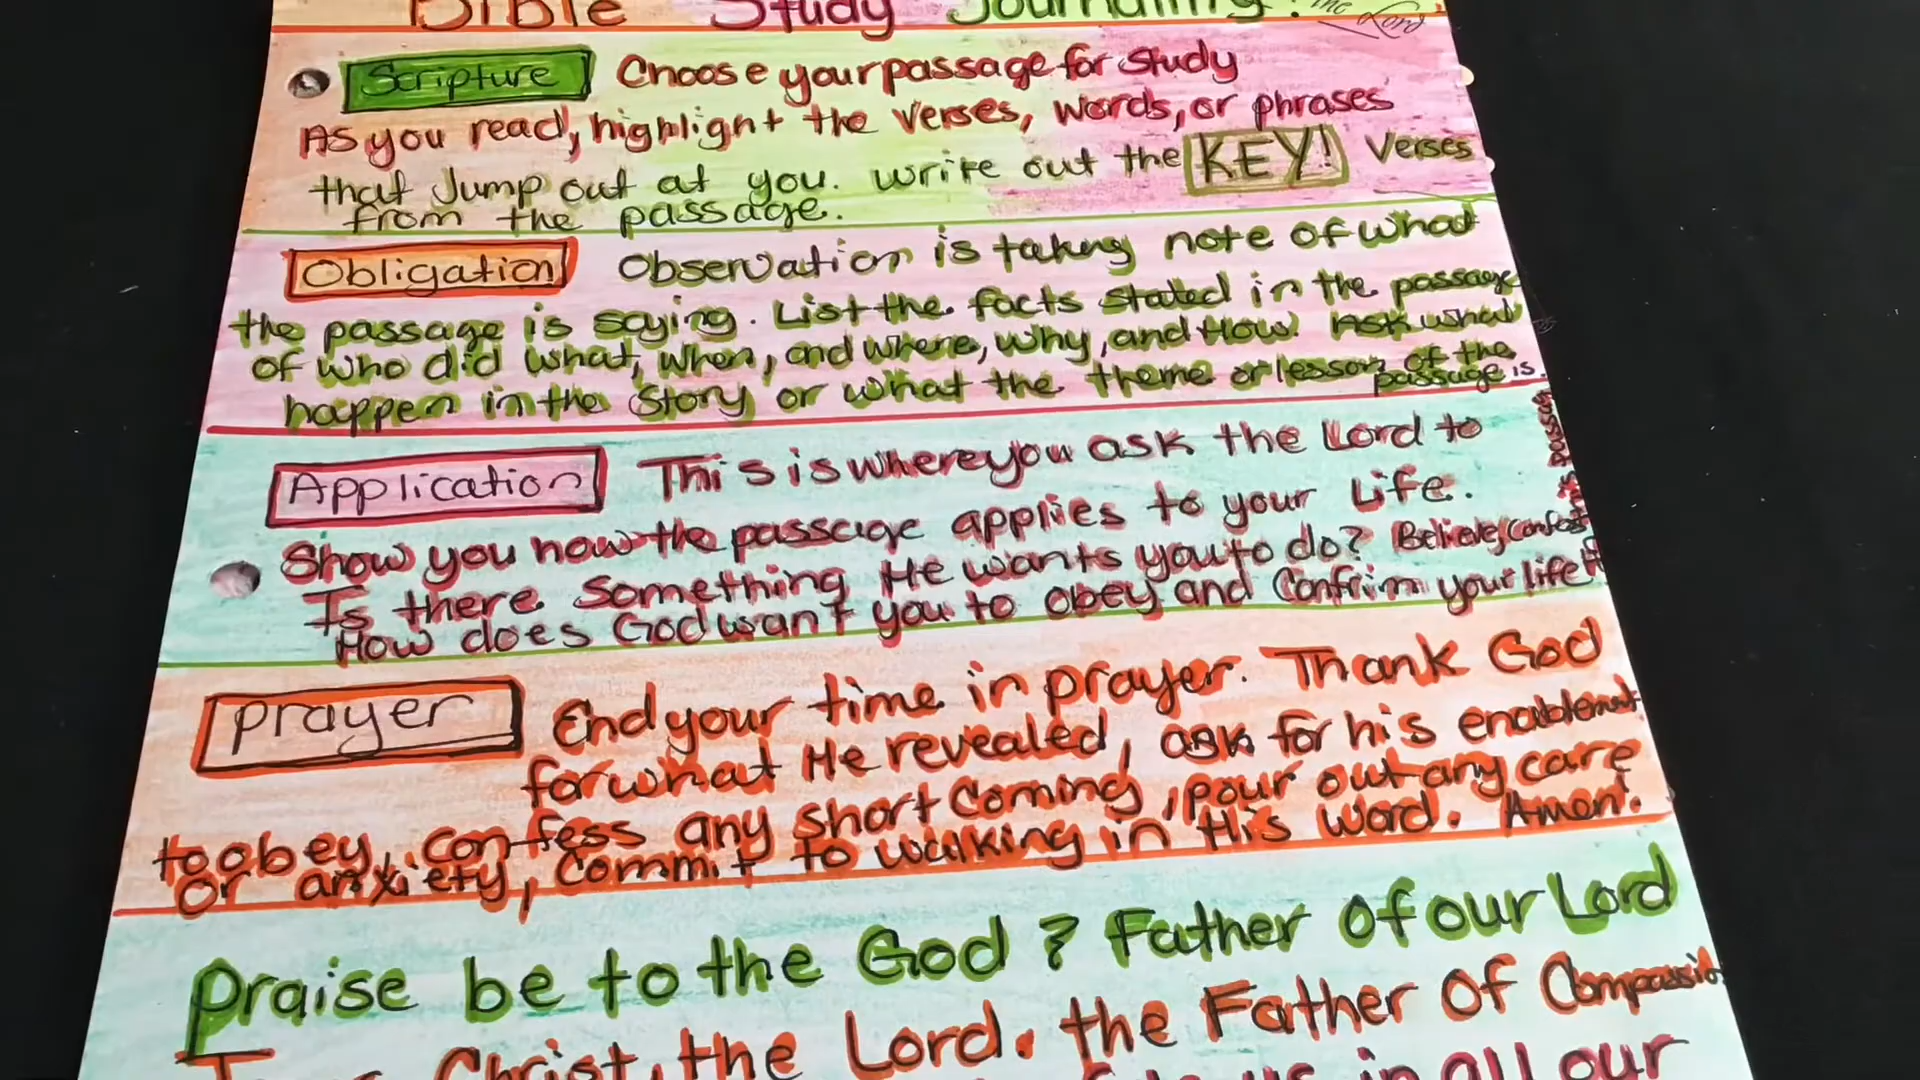 Bible Study Journaling!
the Lord
Scripture Choose your passage for Study
As you read, highlight the Verses, words, or phrases
that Jump out at you. write out the KEY! Verses
from the passage.
Obligation Observation is taking note of what
the passage is saying. List the facts stated in the passage
of who did what, when, and where, why, and How. Ask what
happen in the Story or what the theme or lesson of the
passage is.
Application This is where you ask the Lord to
Show you how the passage applies to your Life.
Is there Something He wants you to do? Believe, confess
How does God want you to obey and Confrim your life
Prayer End your time in prayer. Thank God
for what He revealed, ask for his enablement
to obey, confess any short Coming, pour out any care
or anxiety, Commit to walking in His Word. Amen.
Praise be to the God ? Father of our Lord
Christ, the Lord. the Father Of Compassion
us in all our